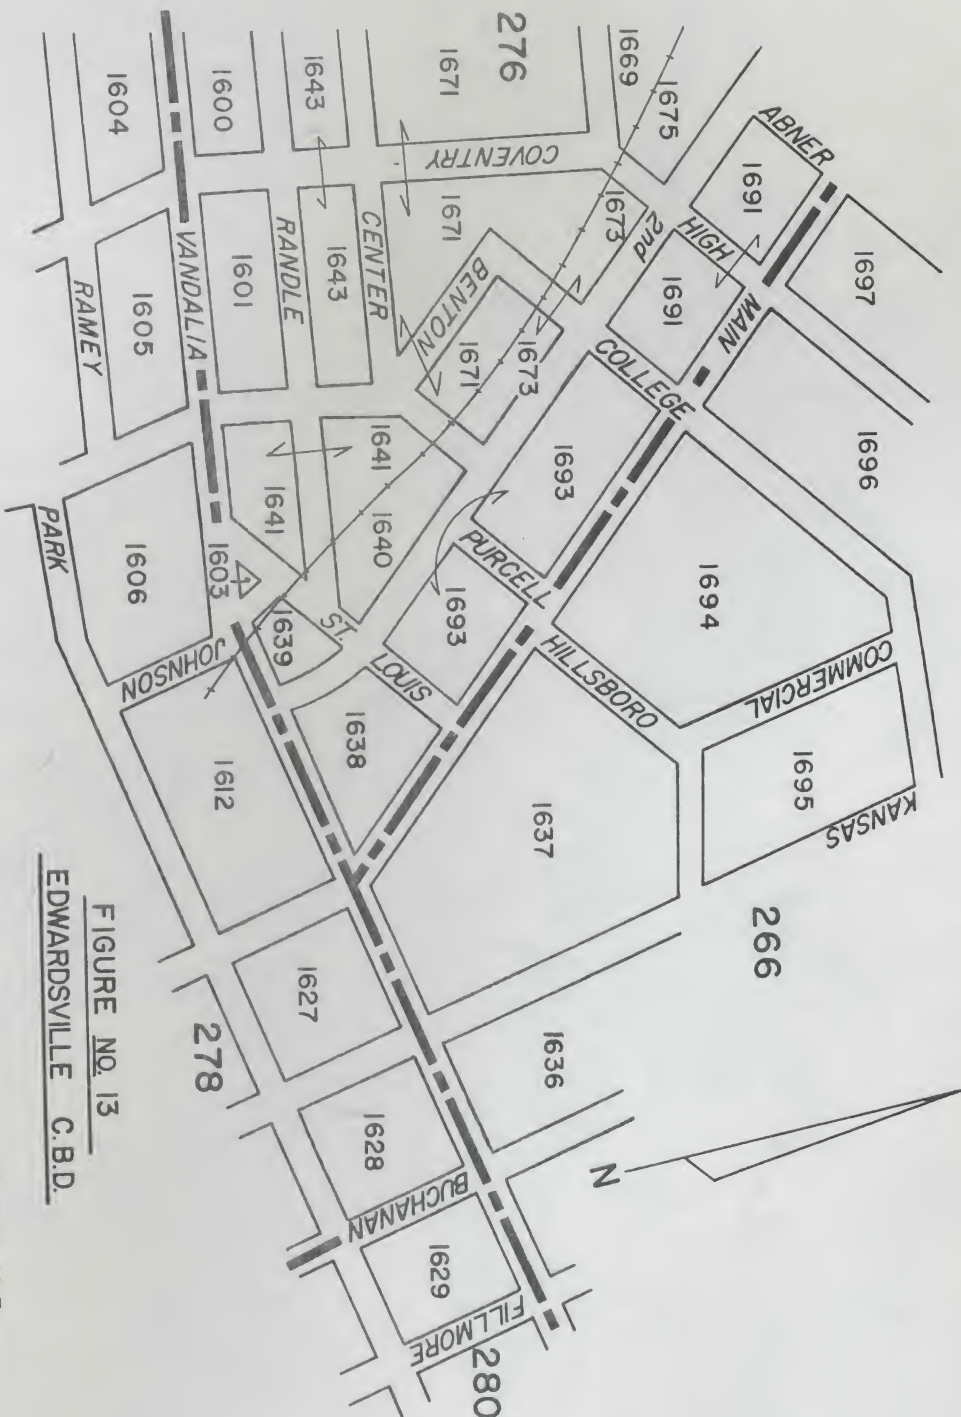 276
1669
1675
ABNER
1604
1600
1643
1671
COVENTRY
1691
1697
2nd
HIGH
1673
1671
1643
CENTER
RANDLE
1601
VANDALIA
1605
RAMEY
BENTON
1671
1673
1691
MAIN
COLLEGE
1696
1693
1641
1641
1640
1603
1
1606
PARK
JOHNSON
1639
ST. LOUIS
1693
PURCELL
HILLSBORO
1694
COMMERCIAL
1695
KANSAS
1637
1638
1612
266
1627
278
1636
1628
BUCHANAN
1629
FILLMORE
280
N
FIGURE NO. 13
EDWARDSVILLE C.B.D.